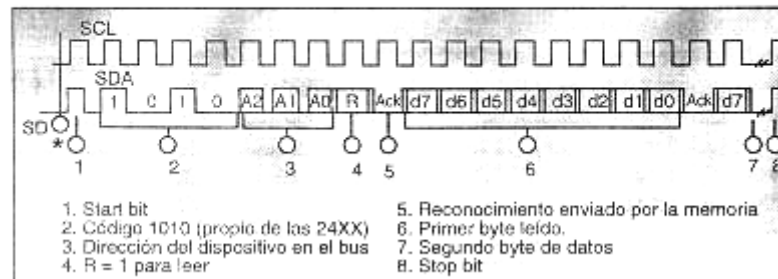 SCL
SDA
1 0 1 0 A2 A1 A0 R Ack d7 d6 d5 d4 d3 d2 d1 d0 Ack d7
SD
* 1 2 3 4 5 6 7 8
1. Start bit
2. Código 1010 (propio de las 24XX)
3. Dirección del dispositivo en el bus
4. R = 1 para leer
5. Reconocimiento enviado por la memoria
6. Primer byte leído.
7. Segundo byte de datos
8. Stop bit